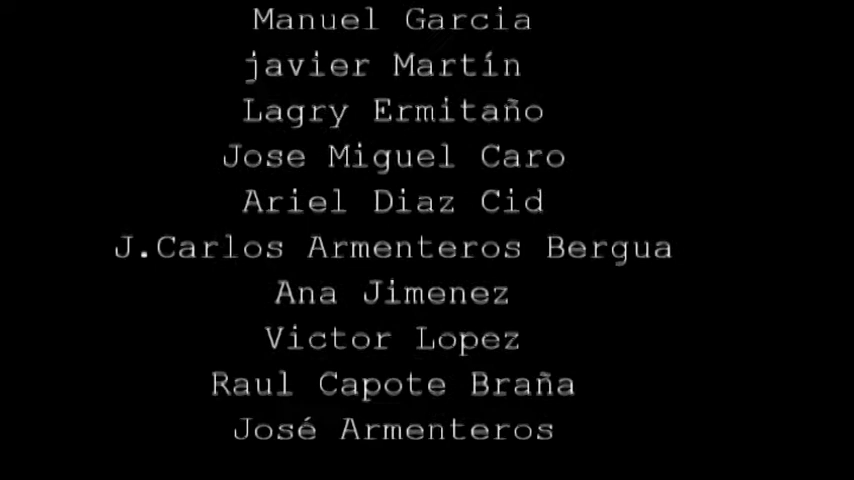 Manuel Garcia
javier Martín
Lagry Ermitaño
Jose Miguel Caro
Ariel Diaz Cid
J.Carlos Armenteros Bergua
Ana Jimenez
Victor Lopez
Raul Capote Braña
José Armenteros